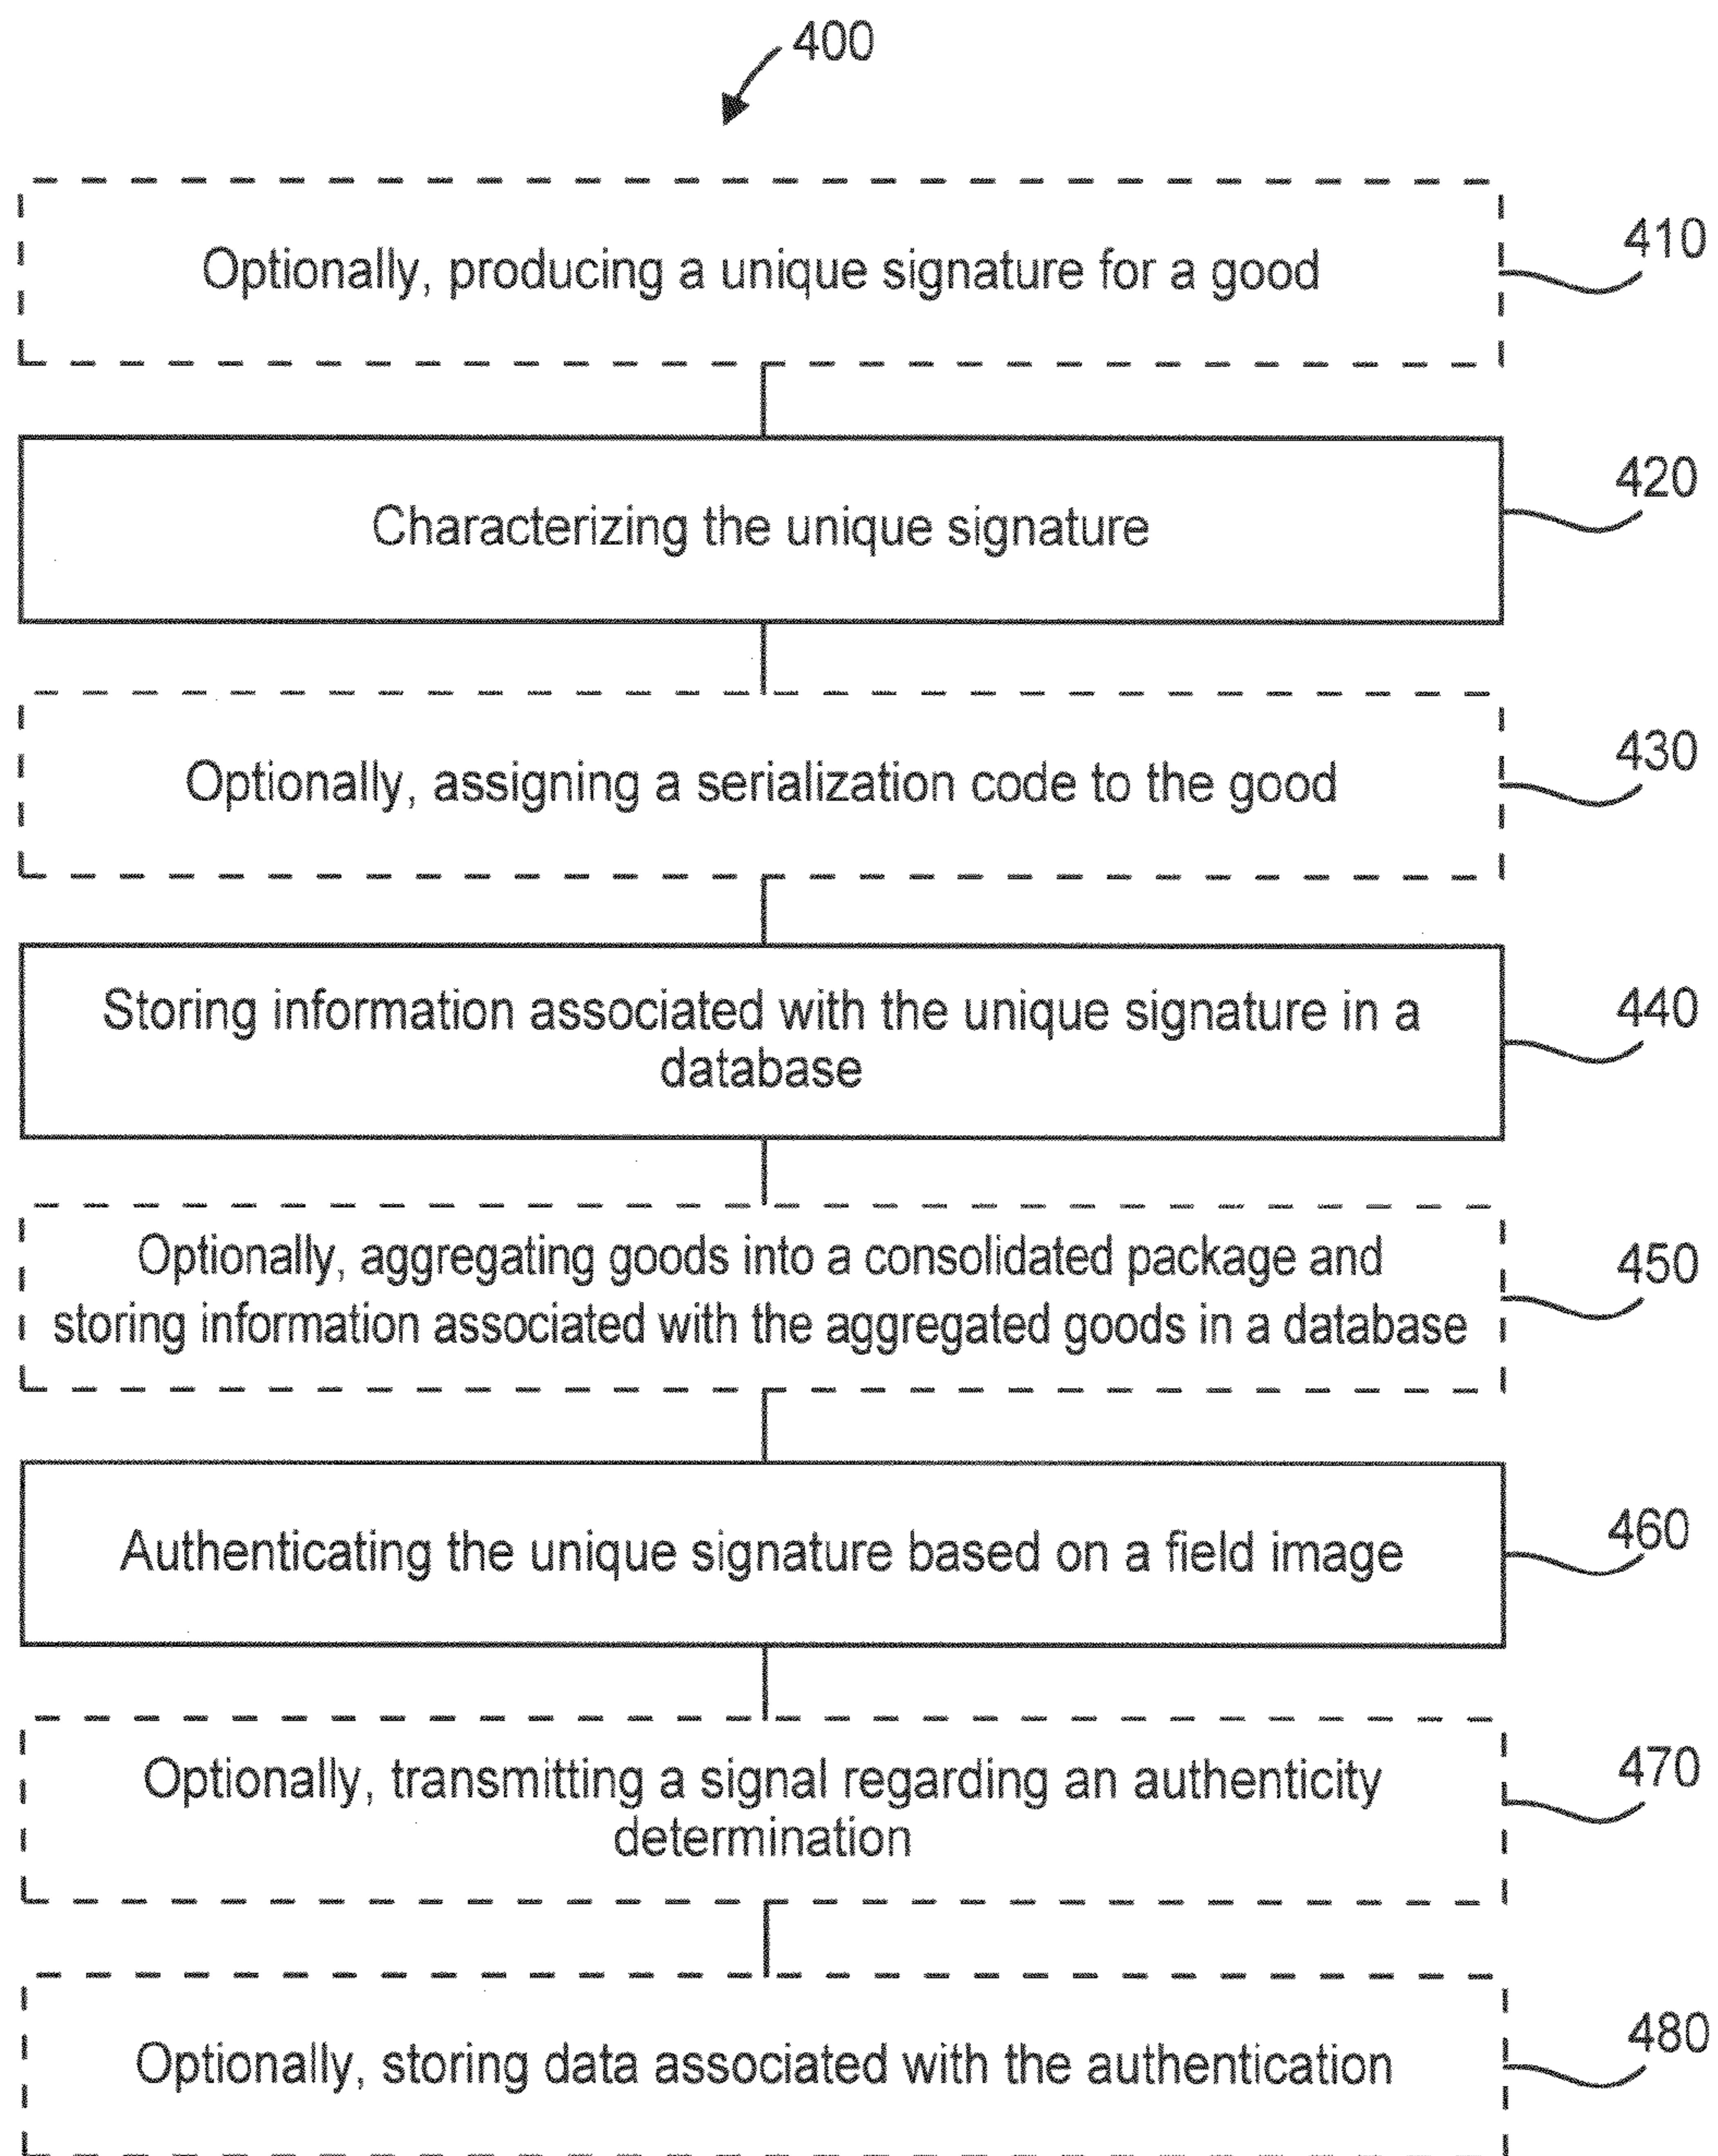 400
Optionally, producing a unique signature for a good
410
Characterizing the unique signature
420
Optionally, assigning a serialization code to the good
430
Storing information associated with the unique signature in a
database
440
Optionally, aggregating goods into a consolidated package and
storing information associated with the aggregated goods in a database
450
Authenticating the unique signature based on a field image
460
Optionally, transmitting a signal regarding an authenticity
determination
470
Optionally, storing data associated with the authentication
480